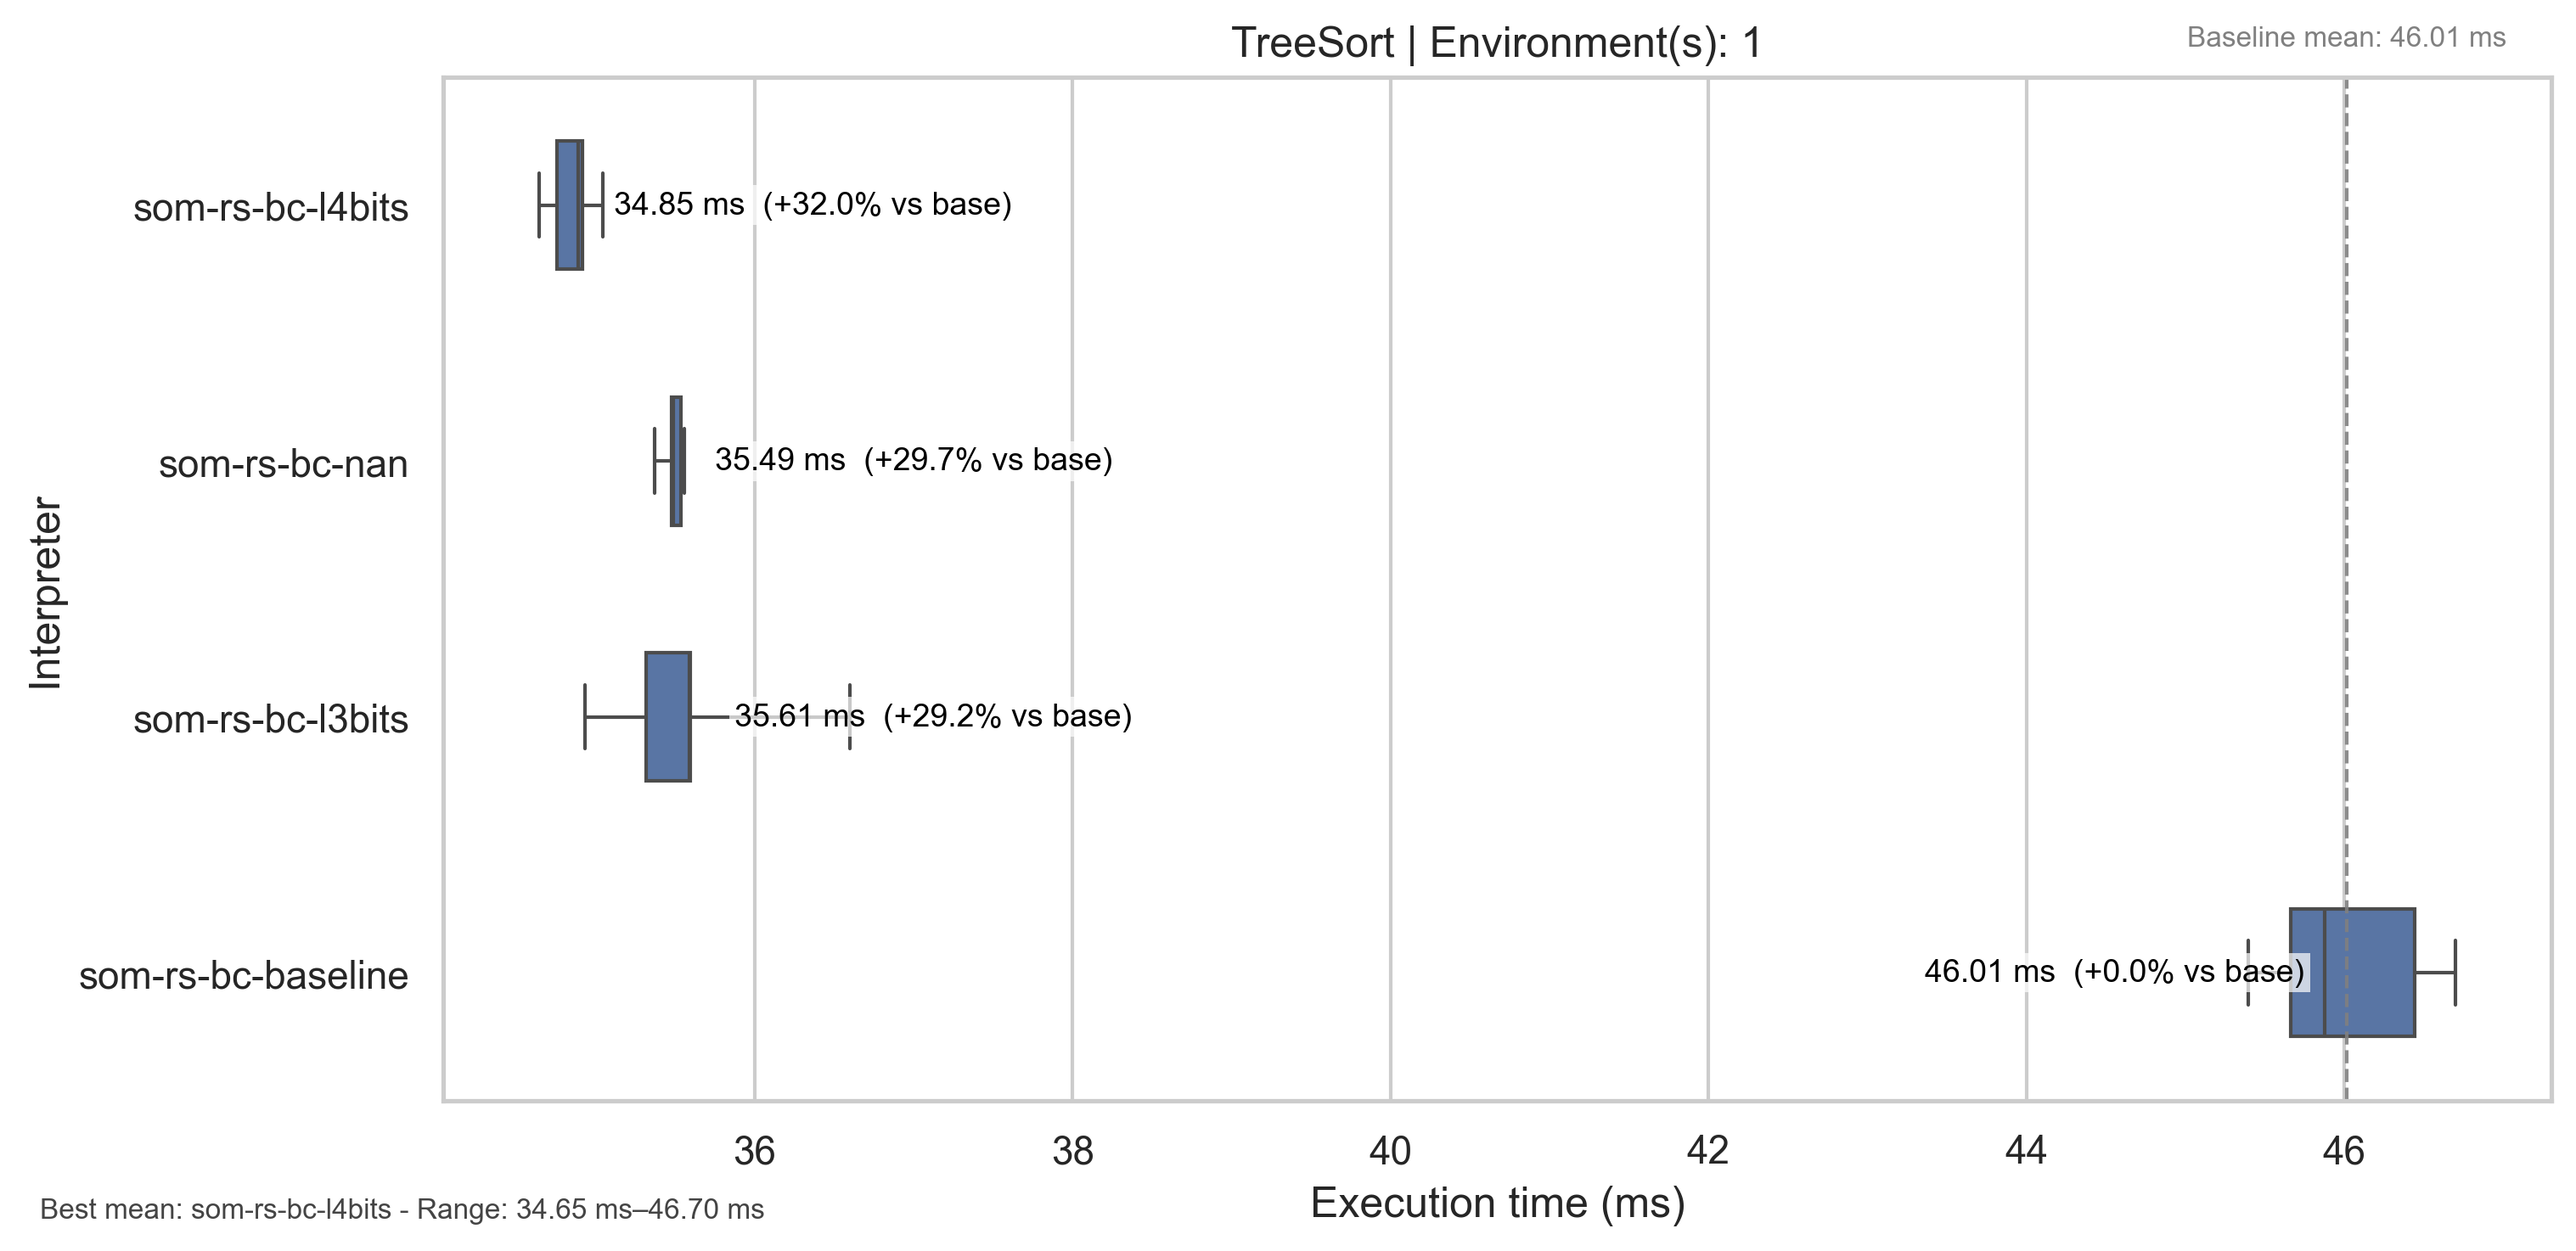 TreeSort | Environment(s): 1
Baseline mean: 46.01 ms
Interpreter
som-rs-bc-l4bits
34.85 ms (+32.0% vs base)
som-rs-bc-nan
35.49 ms (+29.7% vs base)
som-rs-bc-l3bits
35.61 ms (+29.2% vs base)
som-rs-bc-baseline
46.01 ms (+0.0% vs base)
36 38 40 42 44 46
Execution time (ms)
Best mean: som-rs-bc-l4bits - Range: 34.65 ms–46.70 ms